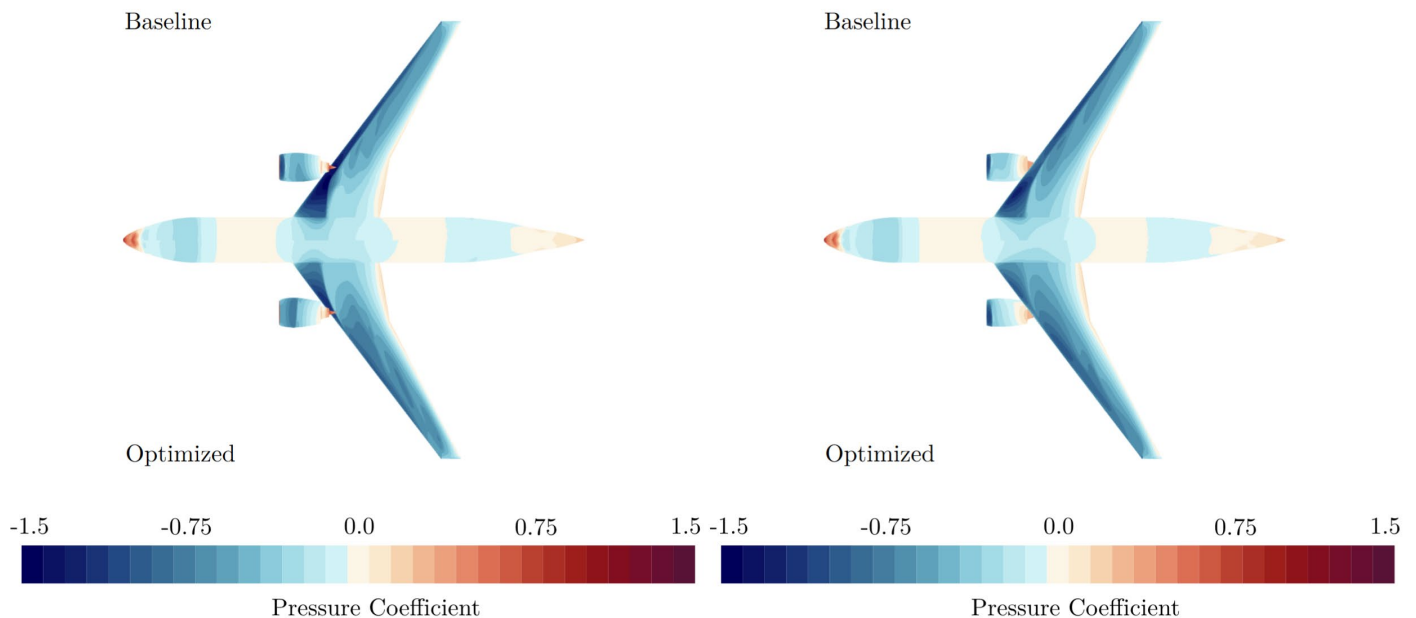 Baseline
Baseline
Optimized
Optimized
-1.5 -0.75 0.0 0.75 1.5
-1.5 -0.75 0.0 0.75 1.5
Pressure Coefficient
Pressure Coefficient